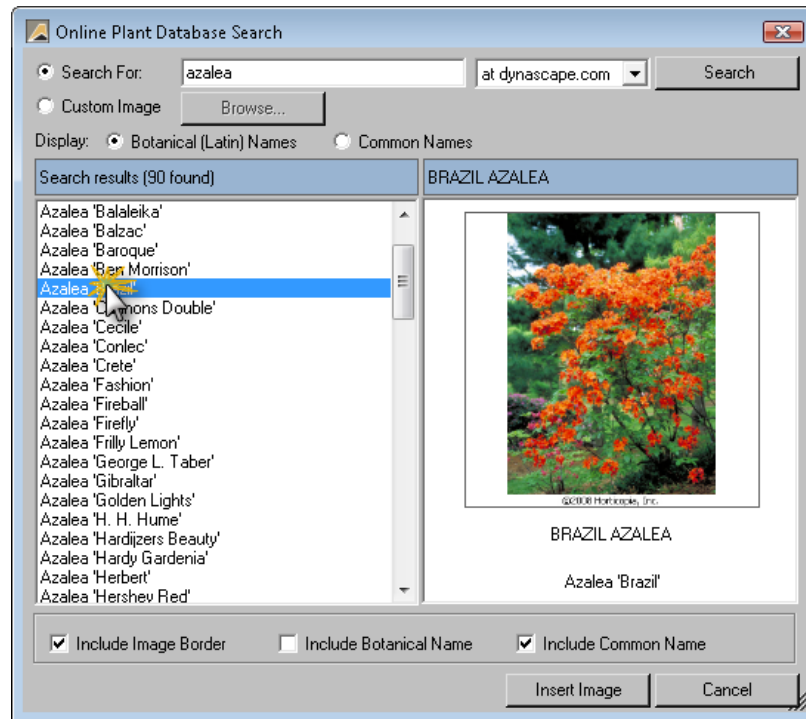 Online Plant Database Search
Search For: azalea at dynascape.com Search
Custom Image Browse...
Display: Botanical (Latin) Names Common Names
Search results (90 found) BRAZIL AZALEA
Azalea 'Balaleika'
Azalea 'Balzac'
Azalea 'Baroque'
Azalea 'Ben Morrison'
Azalea
Azalea Double
Azalea 'Cecile'
Azalea 'Conlec'
Azalea 'Crete'
Azalea 'Fashion'
Azalea 'Fireball'
Azalea 'Firefly'
Azalea 'Frilly Lemon'
Azalea 'George L. Taber'
Azalea 'Gibraltar'
Azalea 'Golden Lights'
Azalea 'H. H. Hume'
Azalea 'Hardijzers Beauty'
Azalea 'Hardy Gardenia'
Azalea 'Herbert'
Azalea 'Hershey Red'
©2008 Horticopia, Inc.
BRAZIL AZALEA
Azalea 'Brazil'
Include Image Border Include Botanical Name Include Common Name
Insert Image Cancel